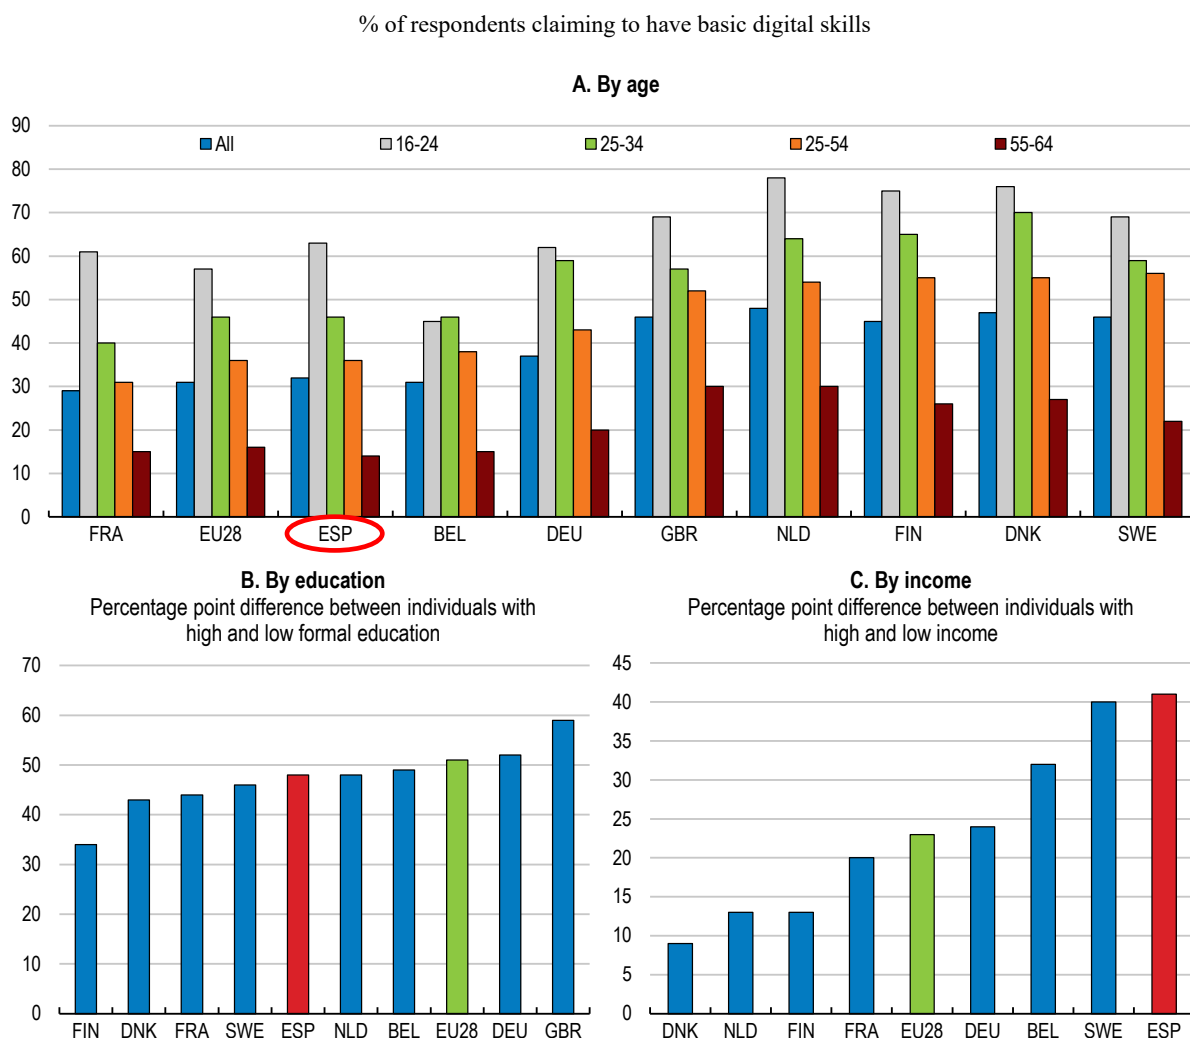 % of respondents claiming to have basic digital skills
A. By age
90
80
70
60
50
40
30
20
10
0
All 16-24 25-34 25-54 55-64
FRA EU28 ESP BEL DEU GBR NLD FIN DNK SWE
B. By education
Percentage point difference between individuals with
high and low formal education
70
60
50
40
30
20
10
0
FIN DNK FRA SWE ESP NLD BEL EU28 DEU GBR
C. By income
Percentage point difference between individuals with
high and low income
45
40
35
30
25
20
15
10
5
0
DNK NLD FIN FRA EU28 DEU BEL SWE ESP